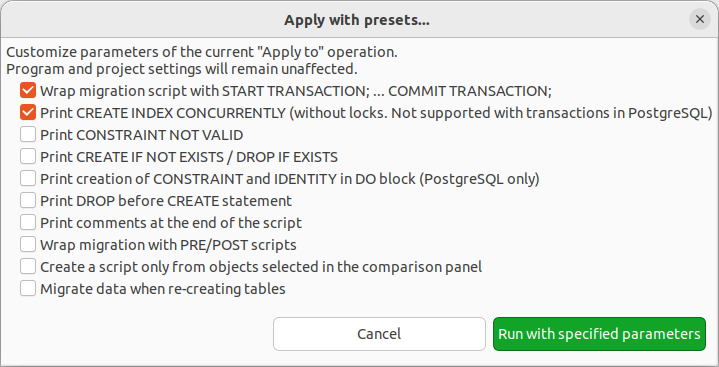 Apply with presets...
Customize parameters of the current "Apply to" operation.
Program and project settings will remain unaffected.
Wrap migration script with START TRANSACTION; ... COMMIT TRANSACTION;
Print CREATE INDEX CONCURRENTLY (without locks. Not supported with transactions in PostgreSQL)
Print CONSTRAINT NOT VALID
Print CREATE IF NOT EXISTS / DROP IF EXISTS
Print creation of CONSTRAINT and IDENTITY in DO block (PostgreSQL only)
Print DROP before CREATE statement
Print comments at the end of the script
Wrap migration with PRE/POST scripts
Create a script only from objects selected in the comparison panel
Migrate data when re-creating tables
Cancel
Run with specified parameters